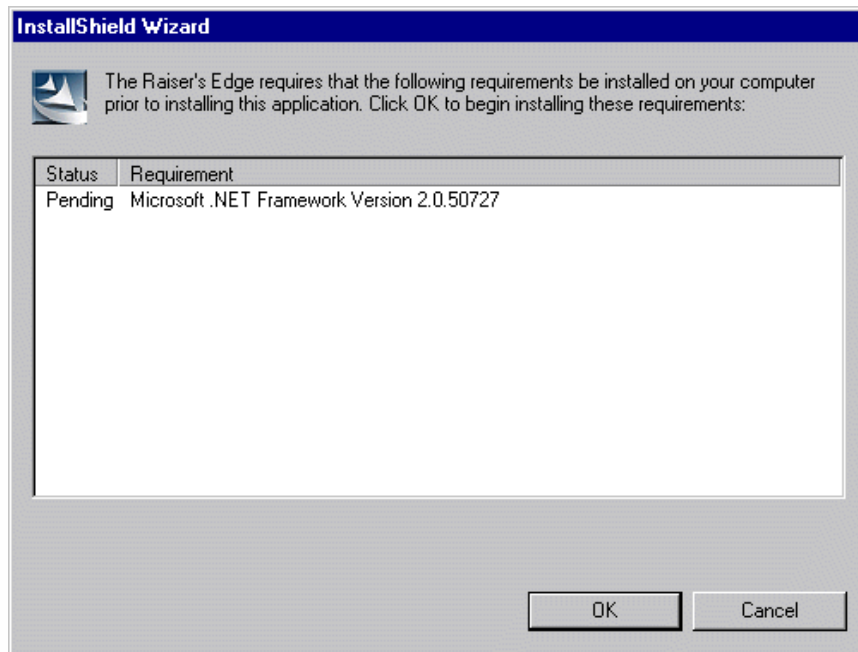 InstallShield Wizard
The Raiser's Edge requires that the following requirements be installed on your computer
prior to installing this application. Click OK to begin installing these requirements:
Status Requirement
Pending Microsoft .NET Framework Version 2.0.50727
OK Cancel